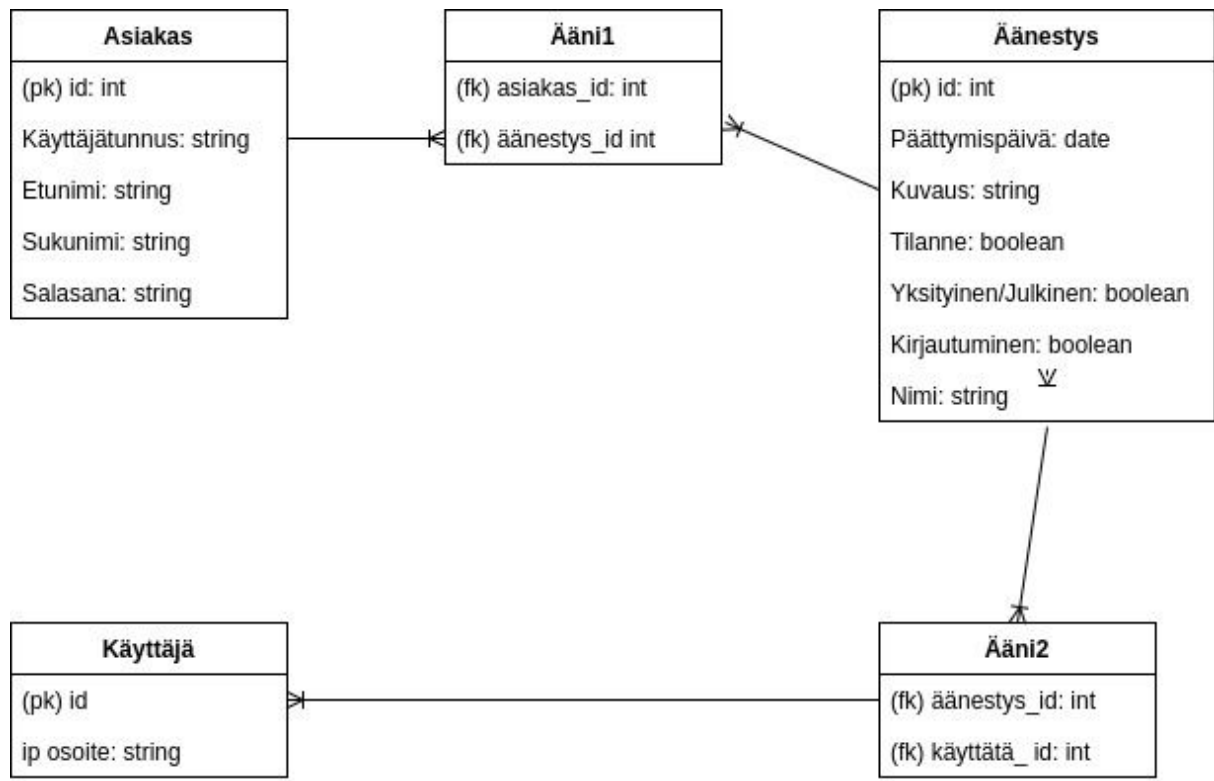 Asiakas
(pk) id: int
Käyttäjätunnus: string
Etunimi: string
Sukunimi: string
Salasana: string
Ääni1
(fk) asiakas_id: int
(fk) äänestys_id int
Äänestys
(pk) id: int
Päättymispäivä: date
Kuvaus: string
Tilanne: boolean
Yksityinen/Julkinen: boolean
Kirjautuminen: boolean
Nimi: string
Käyttäjä
(pk) id
ip osoite: string
Ääni2
(fk) äänestys_id: int
(fk) käyttätä_ id: int